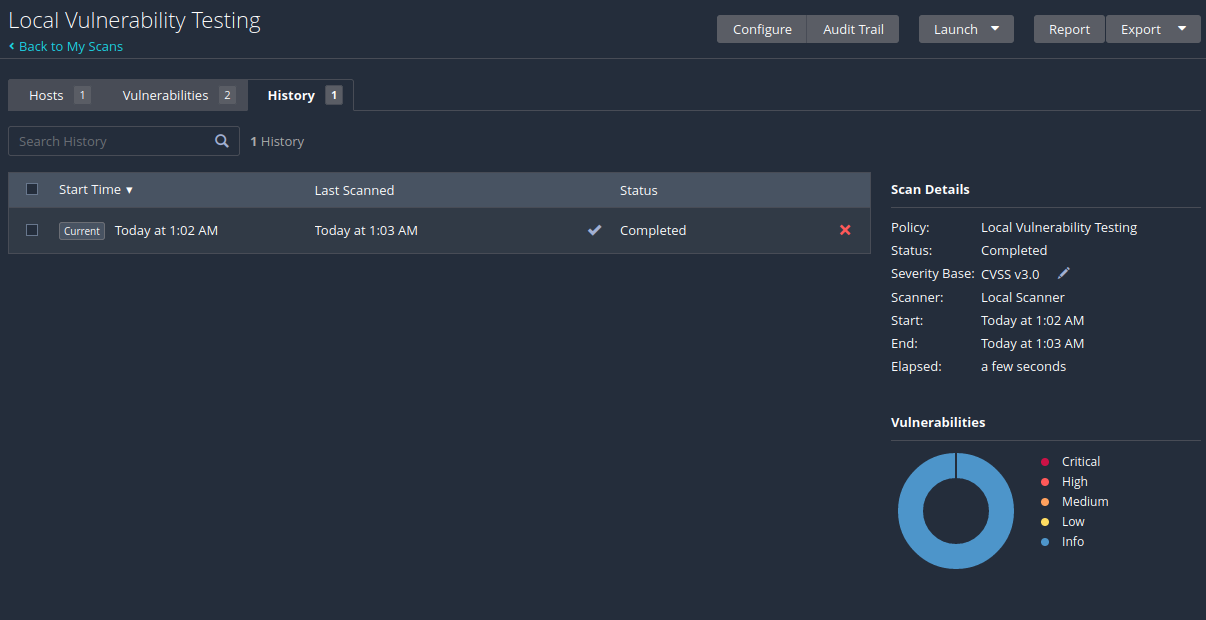 Local Vulnerability Testing
Back to My Scans
Configure Audit Trail Launch Report Export
Hosts 1 Vulnerabilities 2 History 1
Search History 1 History
Start Time Last Scanned Status
Current Today at 1:02 AM Today at 1:03 AM Completed
Scan Details
Policy: Local Vulnerability Testing
Status: Completed
Severity Base: CVSS v3.0
Scanner: Local Scanner
Start: Today at 1:02 AM
End: Today at 1:03 AM
Elapsed: a few seconds
Vulnerabilities
Critical
High
Medium
Low
Info